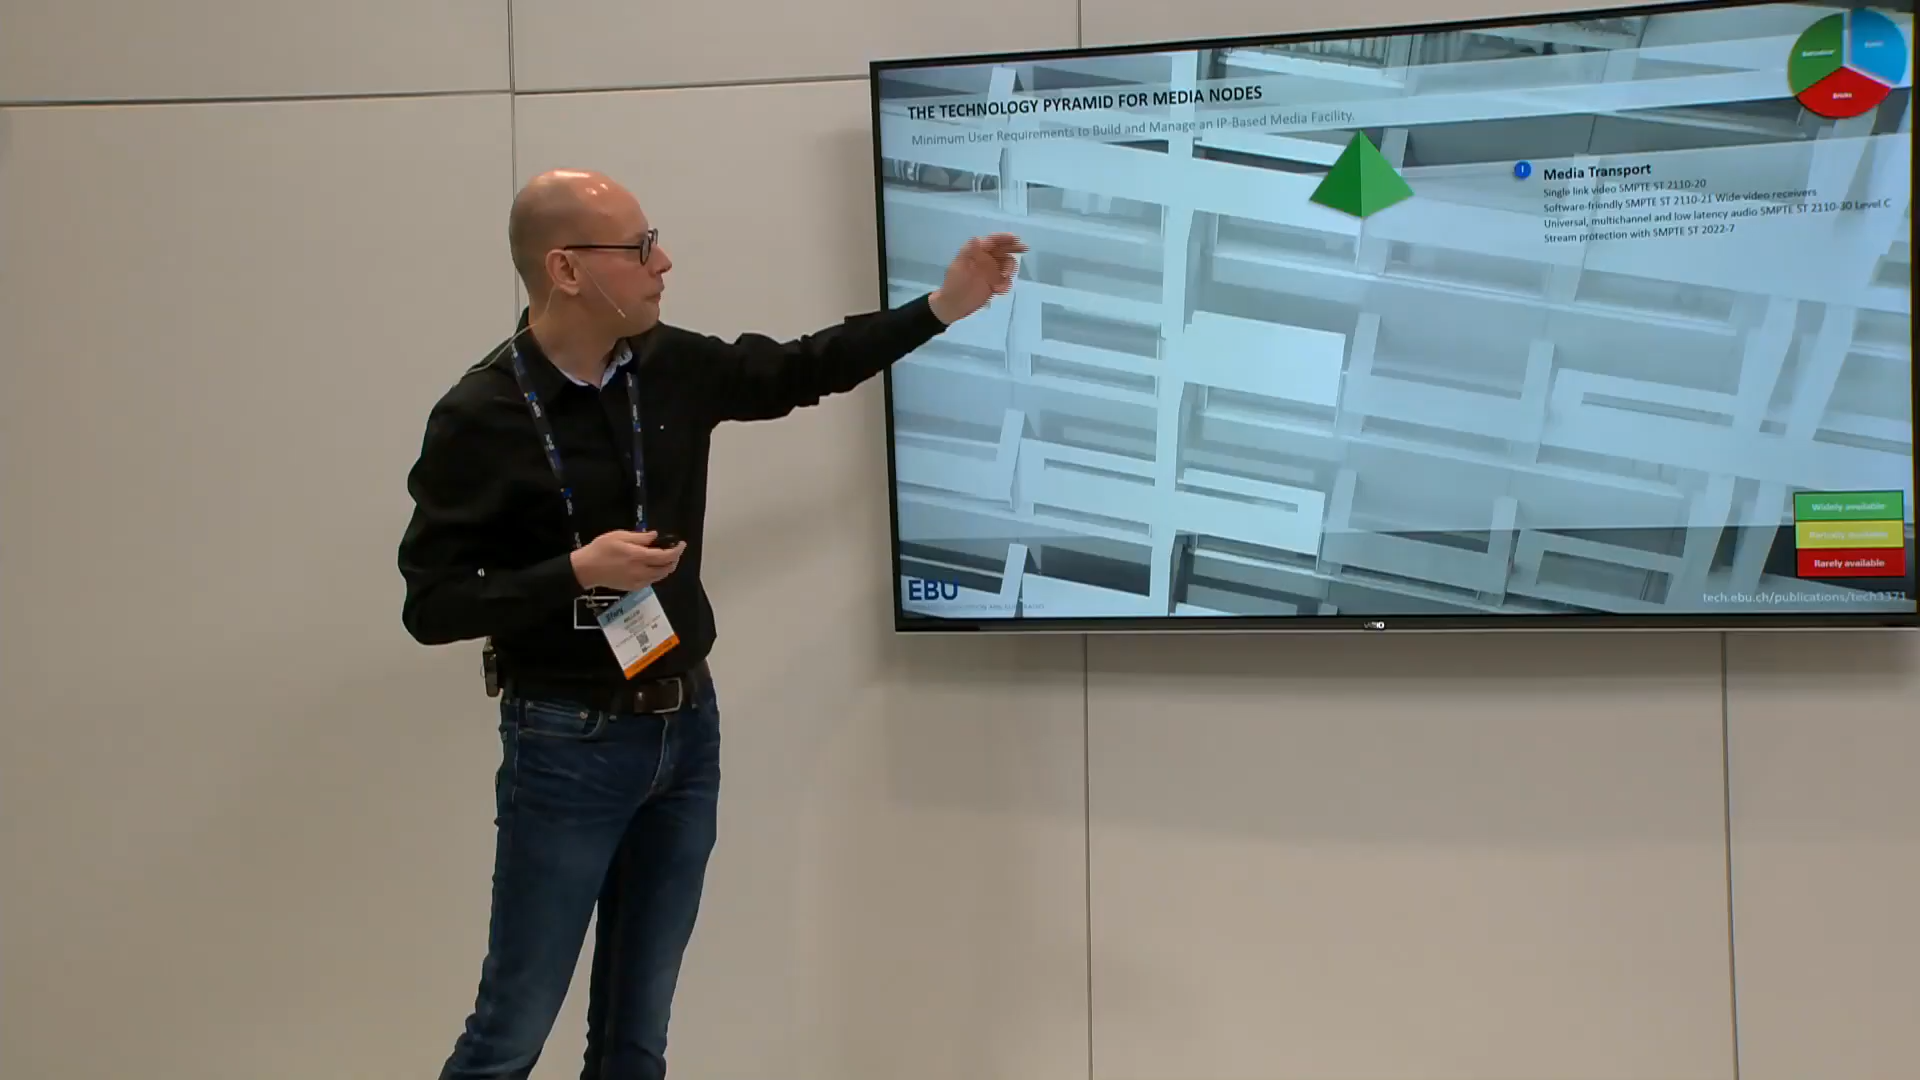 THE TECHNOLOGY PYRAMID FOR MEDIA NODES
Minimum User Requirements to Build and Manage an IP-Based Media Facility.
Media Transport
Single link video SMPTE ST 2110-20
Software-friendly SMPTE ST 2110-21 Wide video receivers
Universal, multichannel and low latency audio SMPTE ST 2110-30 Level C
Stream protection with SMPTE ST 2022-7
Widely available
Partially available
Rarely available
EBU
tech.ebu.ch/publications/tech3371
VIZIO